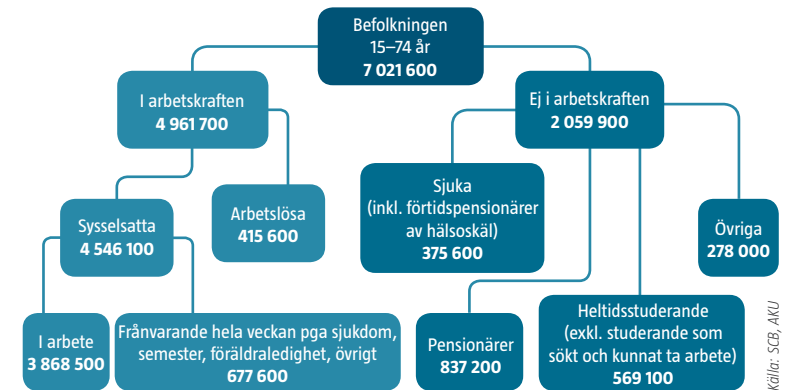 Befolkningen
15–74 år
7 021 600
I arbetskraften
4 961 700
Ej i arbetskraften
2 059 900
Sysselsatta
4 546 100
Arbetslösa
415 600
Sjuka
(inkl. förtidspensionärer
av hälsoskäl)
375 600
Övriga
278 000
I arbete
3 868 500
Frånvarande hela veckan pga sjukdom,
semester, föräldraledighet, övrigt
677 600
Pensionärer
837 200
Heltidsstuderande
(exkl. studerande som
sökt och kunnat ta arbete)
569 100
Källa: SCB, AKU